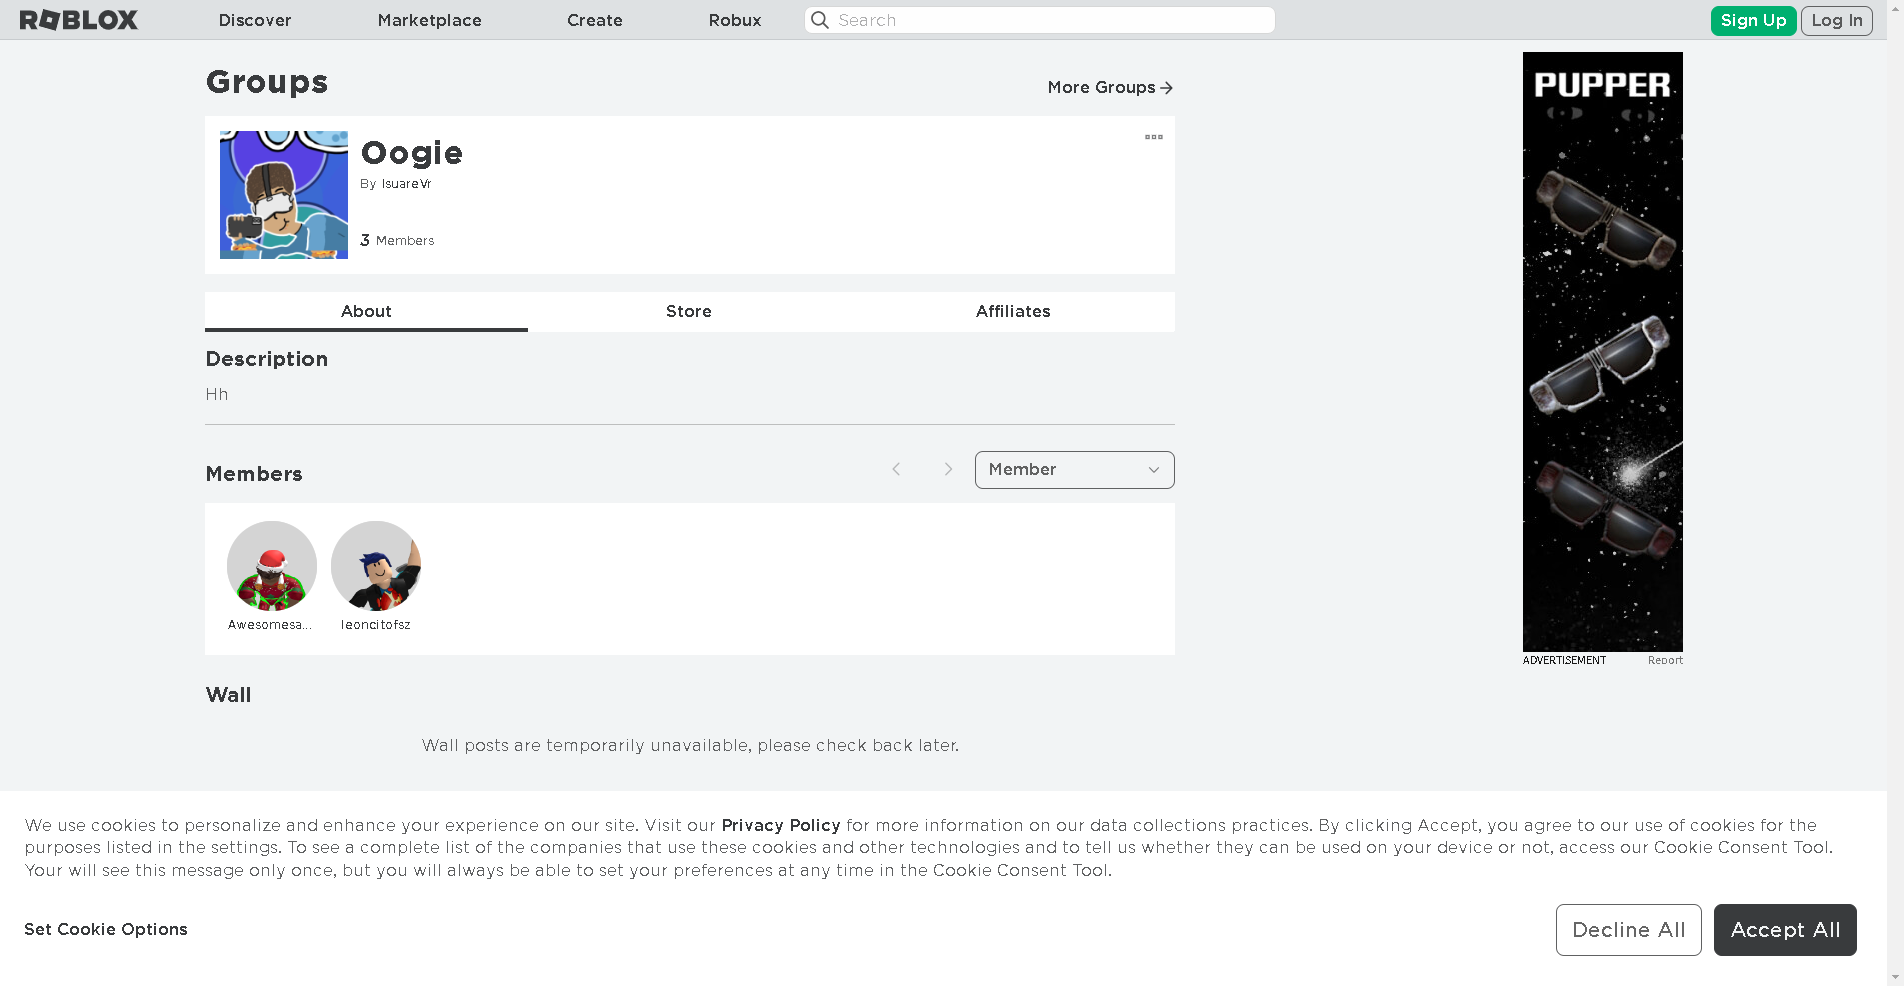 ROBLOX Discover Marketplace Create Robux Search Sign Up Log In
Groups
More Groups
Oogie
By IsuareVr
3 Members
About Store Affiliates
Description
Hh
Members
Member
Awesomesa... leoncitofsz
Wall
Wall posts are temporarily unavailable, please check back later.
PUPPER
ADVERTISEMENT Report
We use cookies to personalize and enhance your experience on our site. Visit our Privacy Policy for more information on our data collections practices. By clicking Accept, you agree to our use of cookies for the
purposes listed in the settings. To see a complete list of the companies that use these cookies and other technologies and to tell us whether they can be used on your device or not, access our Cookie Consent Tool.
Your will see this message only once, but you will always be able to set your preferences at any time in the Cookie Consent Tool.
Set Cookie Options
Decline All Accept All